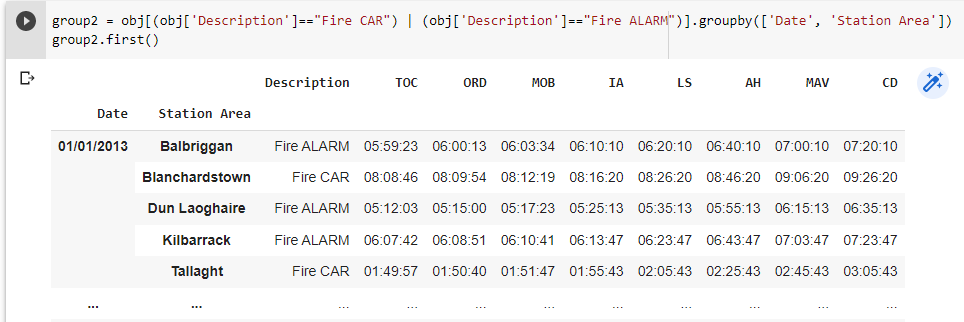 group2 = obj[(obj['Description']=="Fire CAR") | (obj['Description']=="Fire ALARM")].groupby(['Date', 'Station Area'])
group2.first()
Description TOC ORD MOB IA LS AH MAV CD
Date Station Area
01/01/2013 Balbriggan Fire ALARM 05:59:23 06:00:13 06:03:34 06:10:10 06:20:10 06:40:10 07:00:10 07:20:10
Blanchardstown Fire CAR 08:08:46 08:09:54 08:12:19 08:16:20 08:26:20 08:46:20 09:06:20 09:26:20
Dun Laoghaire Fire ALARM 05:12:03 05:15:00 05:17:23 05:25:13 05:35:13 05:55:13 06:15:13 06:35:13
Kilbarrack Fire ALARM 06:07:42 06:08:51 06:10:41 06:13:47 06:23:47 06:43:47 07:03:47 07:23:47
Tallaght Fire CAR 01:49:57 01:50:40 01:51:47 01:55:43 02:05:43 02:25:43 02:45:43 03:05:43
... ... ... ... ... ... ... ... ... ... ...